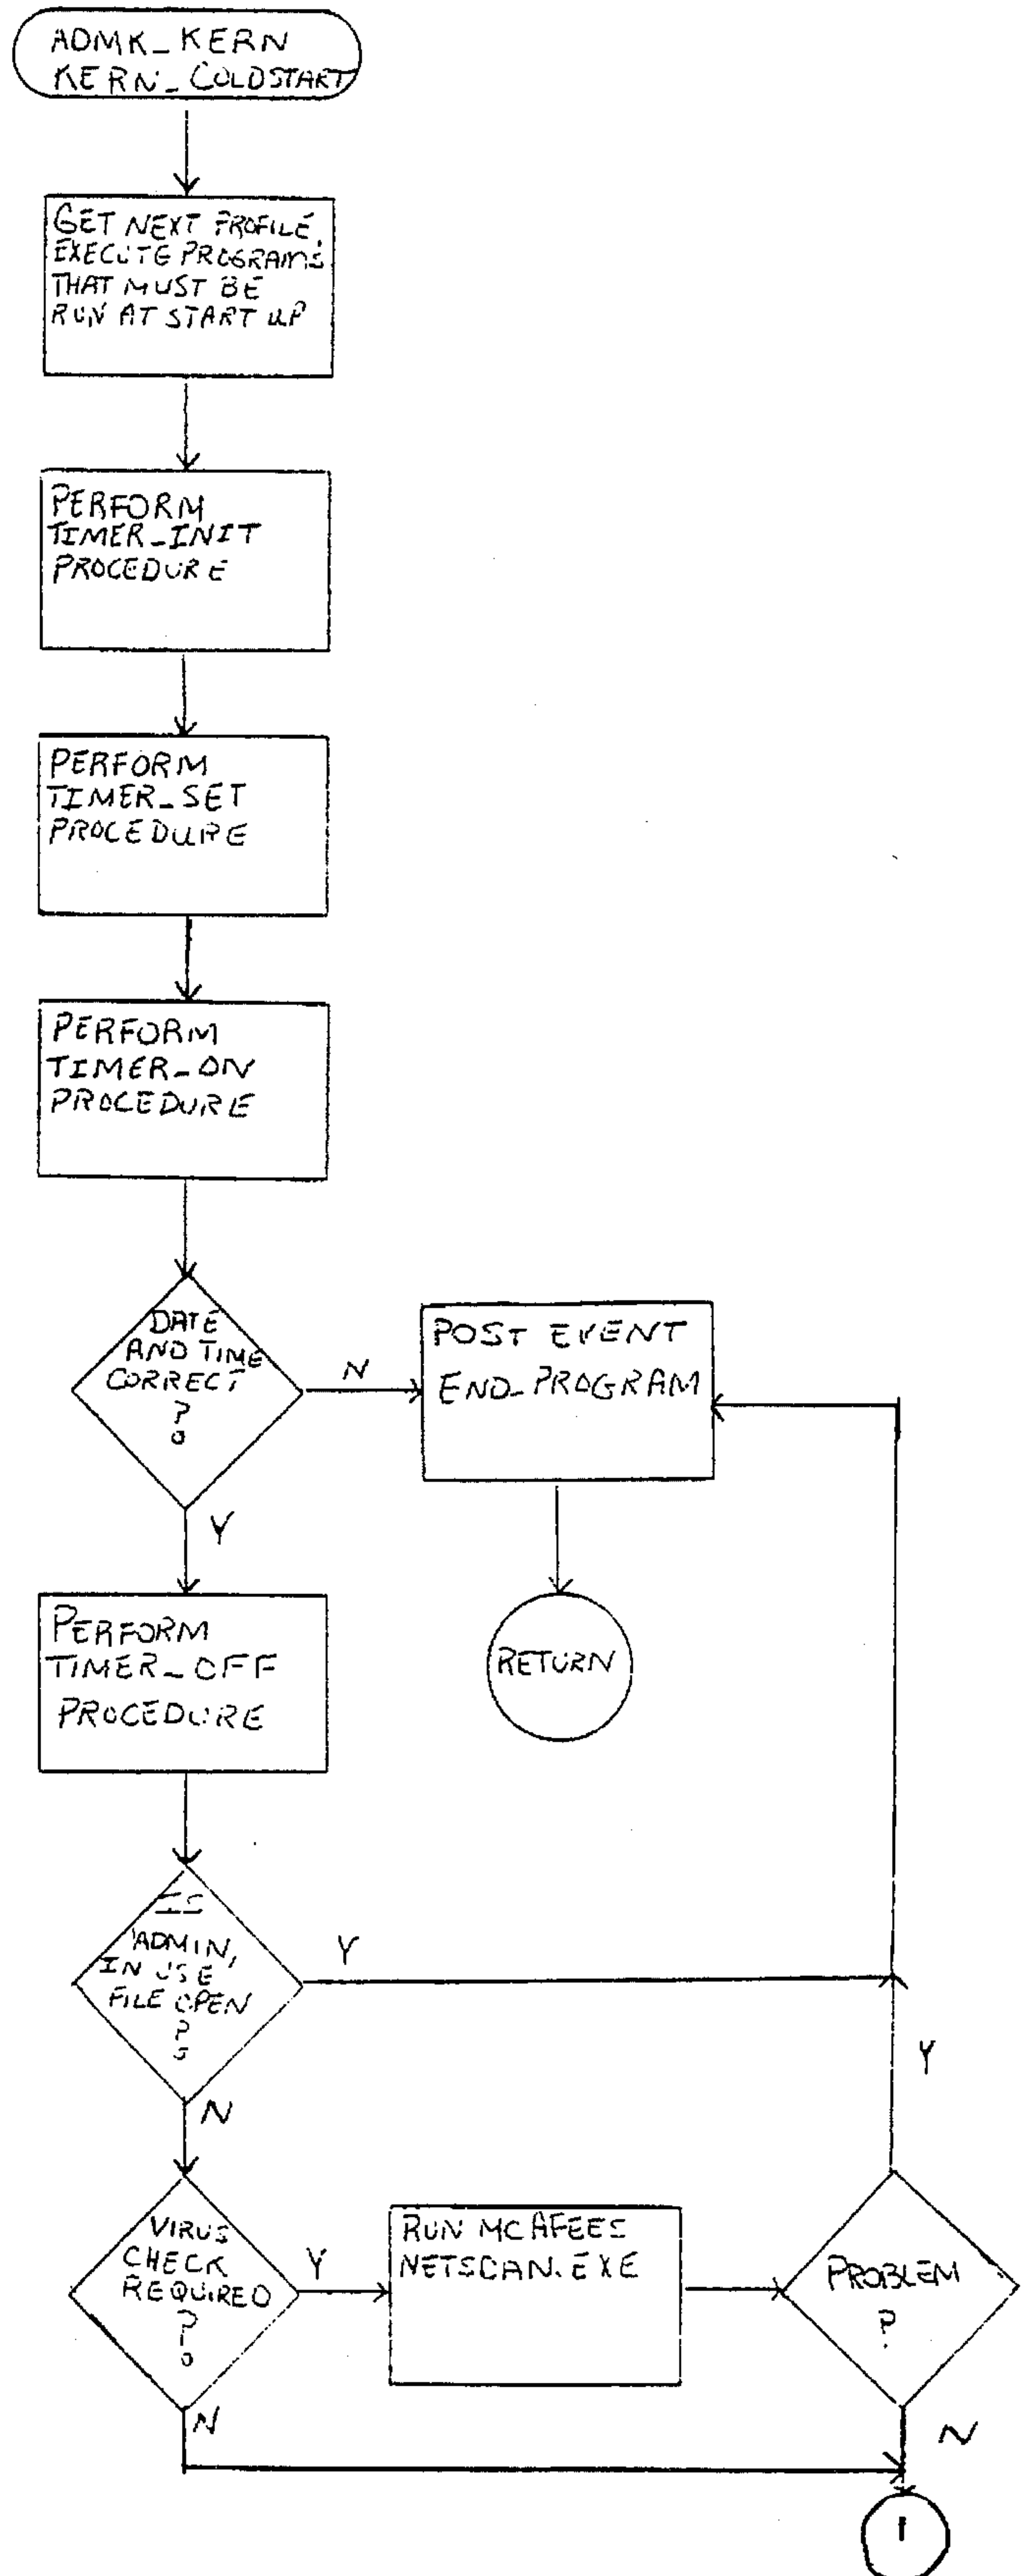 ADMK_KERN
KERN_COLDSTART
GET NEXT PROFILE.
EXECUTE PROGRAMS
THAT MUST BE
RUN AT START UP
PERFORM
TIMER_INIT
PROCEDURE
PERFORM
TIMER_SET
PROCEDURE
PERFORM
TIMER_ON
PROCEDURE
DATE
AND TIME
CORRECT
?
N
POST EVENT
END_PROGRAM
Y
PERFORM
TIMER_OFF
PROCEDURE
RETURN
IS
'ADMIN,
IN USE
FILE OPEN
?
Y
N
Y
VIRUS
CHECK
REQUIRED
?
Y
RUN MCAFEES
NETSCAN.EXE
PROBLEM
?
N
N
1